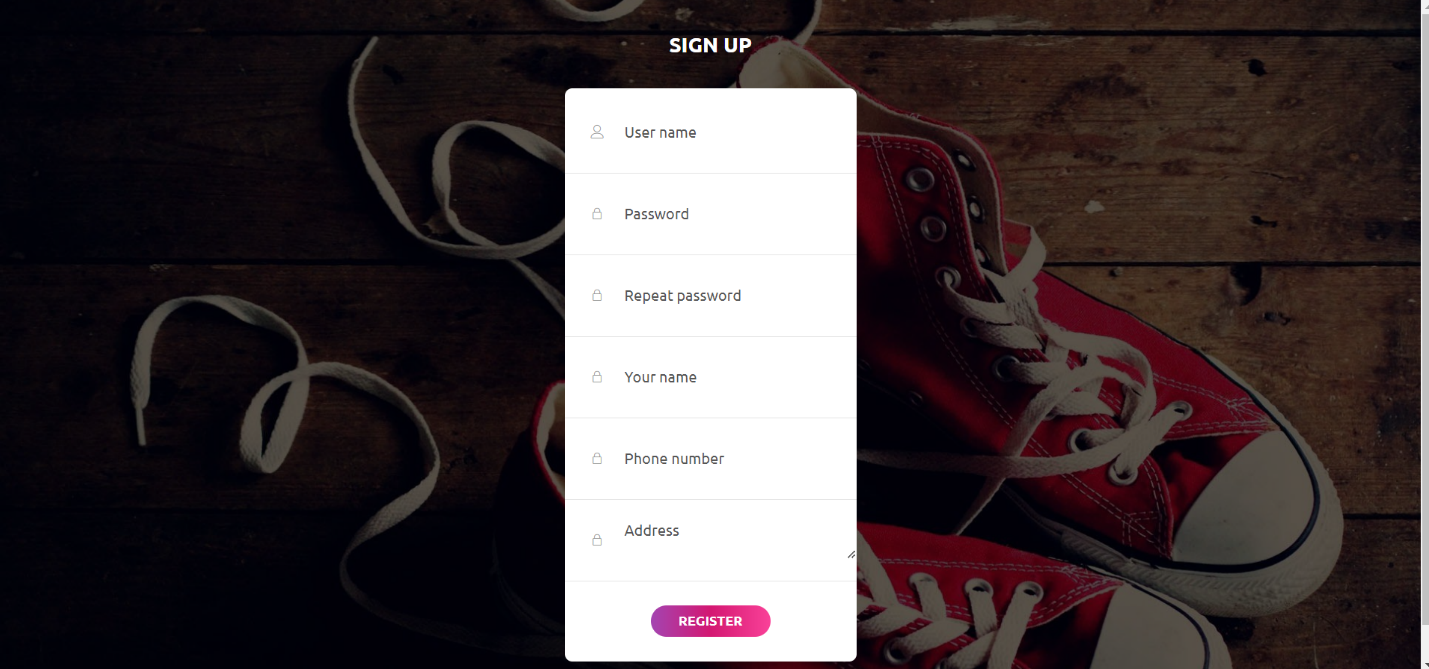 SIGN UP
User name
Password
Repeat password
Your name
Phone number
Address
REGISTER